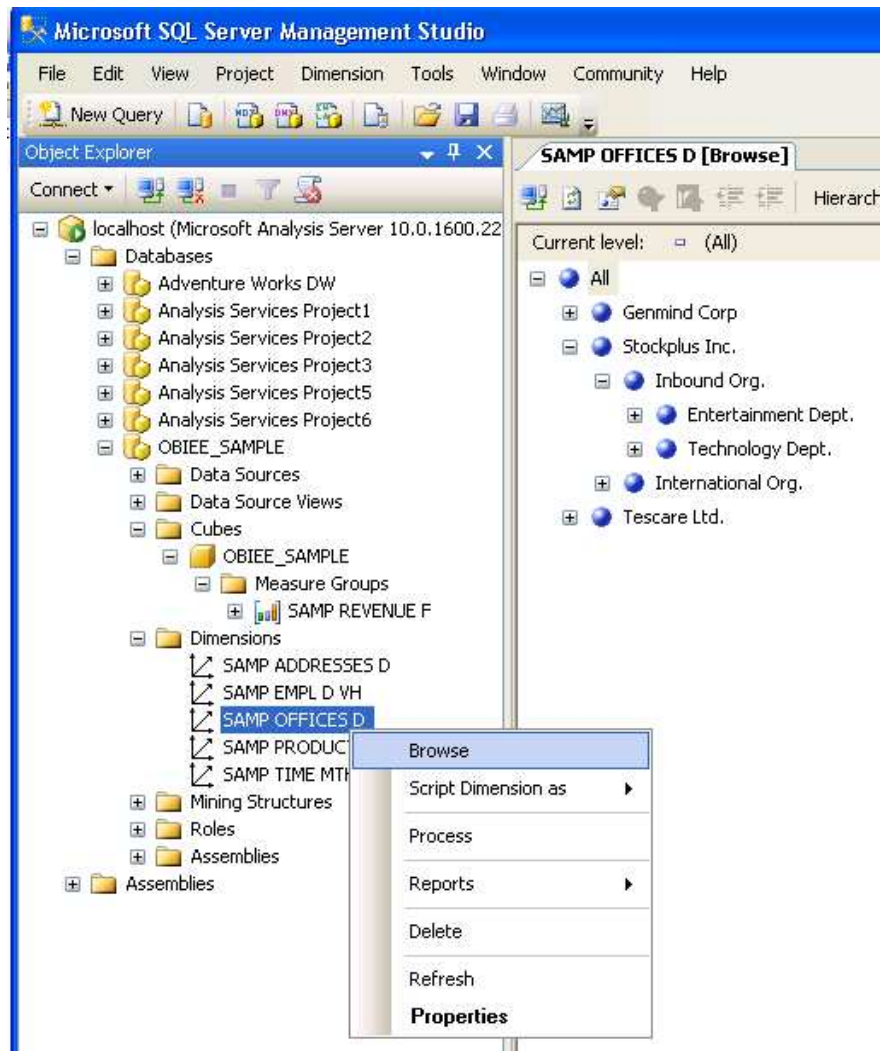 Microsoft SQL Server Management Studio
File Edit View Project Dimension Tools Window Community Help
New Query
Object Explorer
Connect
localhost (Microsoft Analysis Server 10.0.1600.22
Databases
Adventure Works DW
Analysis Services Project1
Analysis Services Project2
Analysis Services Project3
Analysis Services Project5
Analysis Services Project6
OBIEE_SAMPLE
Data Sources
Data Source Views
Cubes
OBIEE_SAMPLE
Measure Groups
SAMP REVENUE F
Dimensions
SAMP ADDRESSES D
SAMP EMPL D VH
SAMP OFFICES D
SAMP PRODUCT
SAMP TIME MTH
Mining Structures
Roles
Assemblies
Assemblies
Browse
Script Dimension as
Process
Reports
Delete
Refresh
Properties
SAMP OFFICES D [Browse]
Hierarch
Current level: (All)
All
Genmind Corp
Stockplus Inc.
Inbound Org.
Entertainment Dept.
Technology Dept.
International Org.
Tescare Ltd.